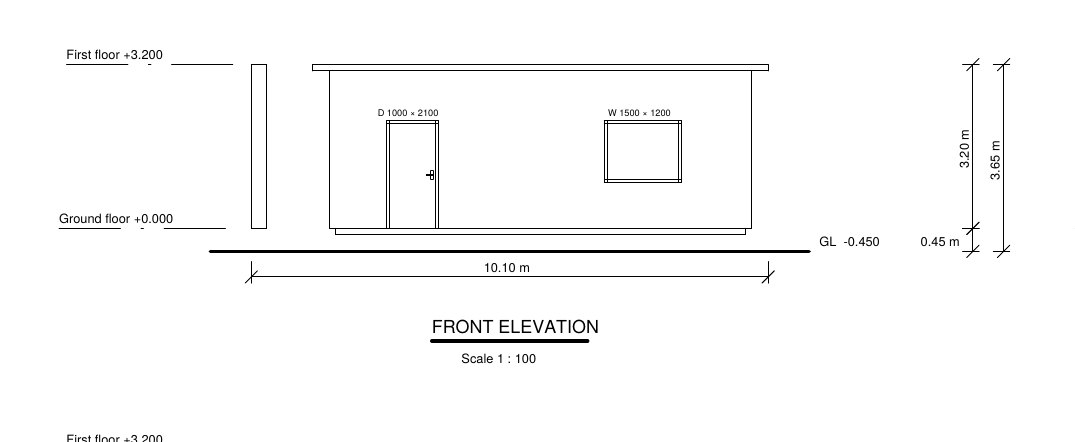 First floor +3.200
D 1000 × 2100
W 1500 × 1200
3.20 m
3.65 m
Ground floor +0.000
GL -0.450
0.45 m
10.10 m
FRONT ELEVATION
Scale 1 : 100
First floor +3.200